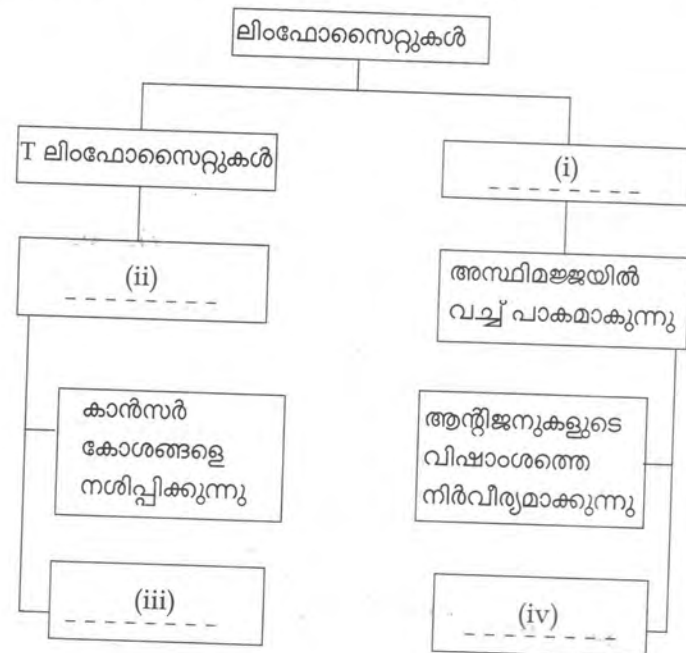 ലിംഫോസൈറ്റുകൾ
T ലിംഫോസൈറ്റുകൾ
(i)
_ _ _ _ _ _ _ _
(ii)
_ _ _ _ _ _ _ _
അസ്ഥിമജ്ജയിൽ
വച്ച് പാകമാകുന്നു
കാൻസർ
കോശങ്ങളെ
നശിപ്പിക്കുന്നു
ആന്റിജനുകളുടെ
വിഷാംശത്തെ
നിർവീര്യമാക്കുന്നു
(iii)
_ _ _ _ _ _ _ _
(iv)
_ _ _ _ _ _ _ _